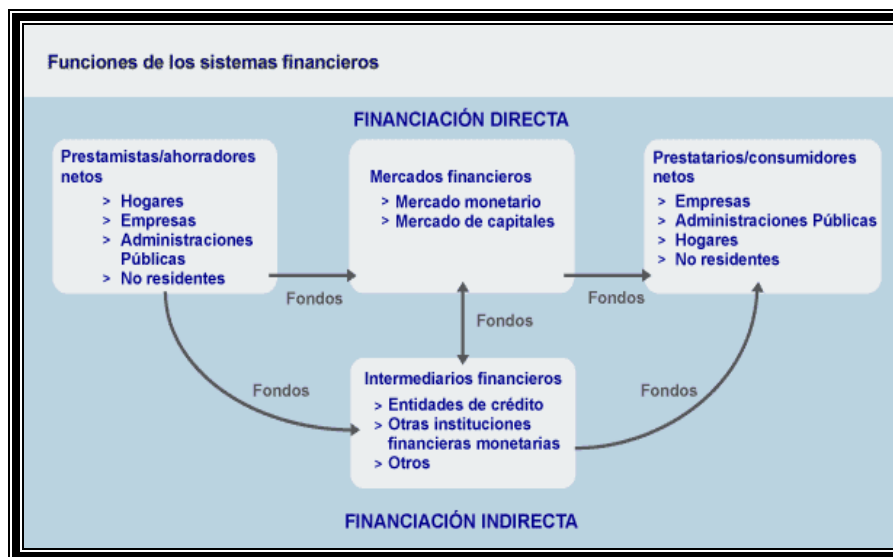 Funciones de los sistemas financieros
FINANCIACIÓN DIRECTA
Prestamistas/ahorradores
netos
> Hogares
> Empresas
> Administraciones
Públicas
> No residentes
Mercados financieros
> Mercado monetario
> Mercado de capitales
Prestatarios/consumidores
netos
> Empresas
> Administraciones Públicas
> Hogares
> No residentes
Fondos
Fondos
Fondos
Fondos
Fondos
Intermediarios financieros
> Entidades de crédito
> Otras instituciones
financieras monetarias
> Otros
FINANCIACIÓN INDIRECTA